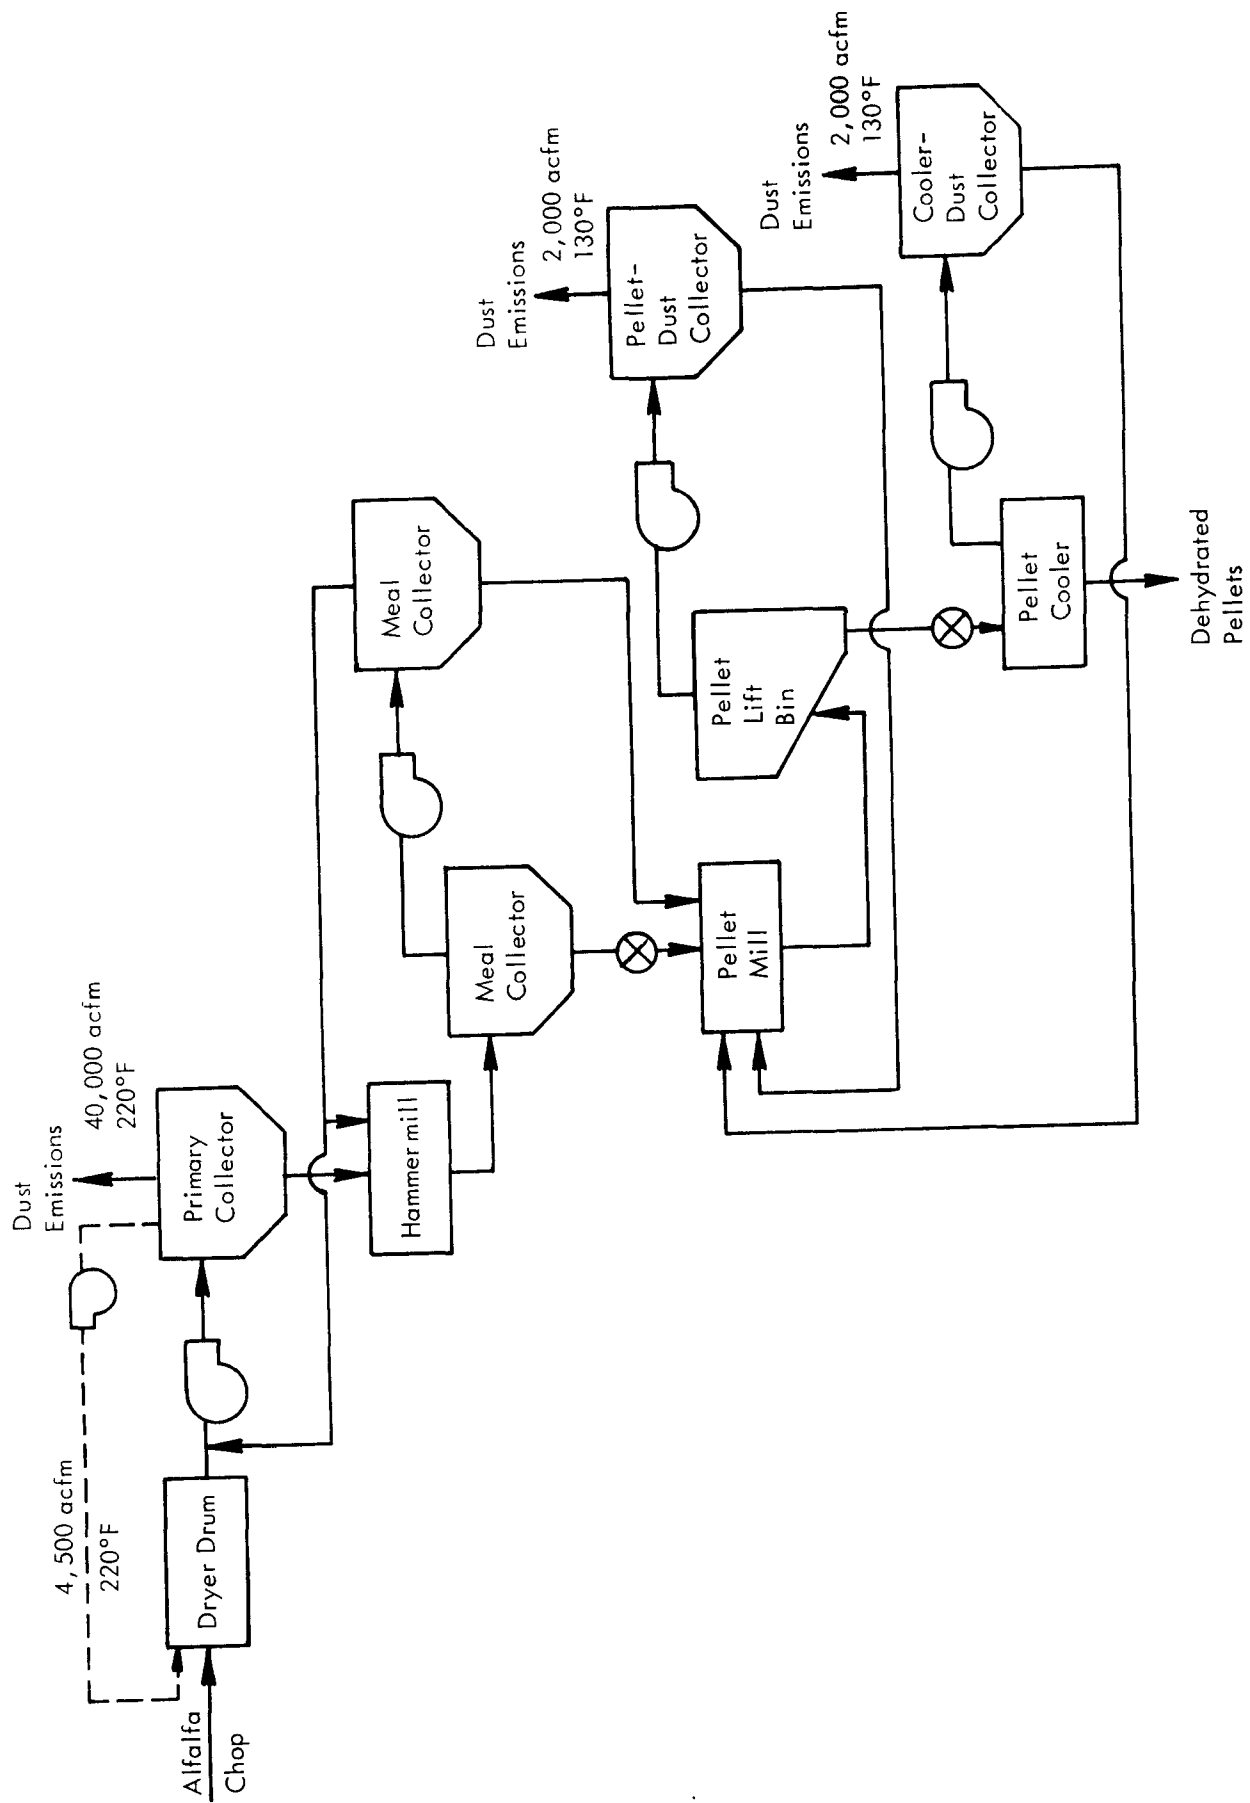 Alfalfa
Chop
4,500 acfm
220°F
Dryer Drum
Dust
Emissions
40,000 acfm
220°F
Primary
Collector
Hammermill
Meal
Collector
Meal
Collector
Pellet
Mill
Pellet
Lift
Bin
Dust
Emissions
2,000 acfm
130°F
Pellet-
Dust
Collector
Pellet
Cooler
Dust
Emissions
2,000 acfm
130°F
Cooler-
Dust
Collector
Dehydrated
Pellets